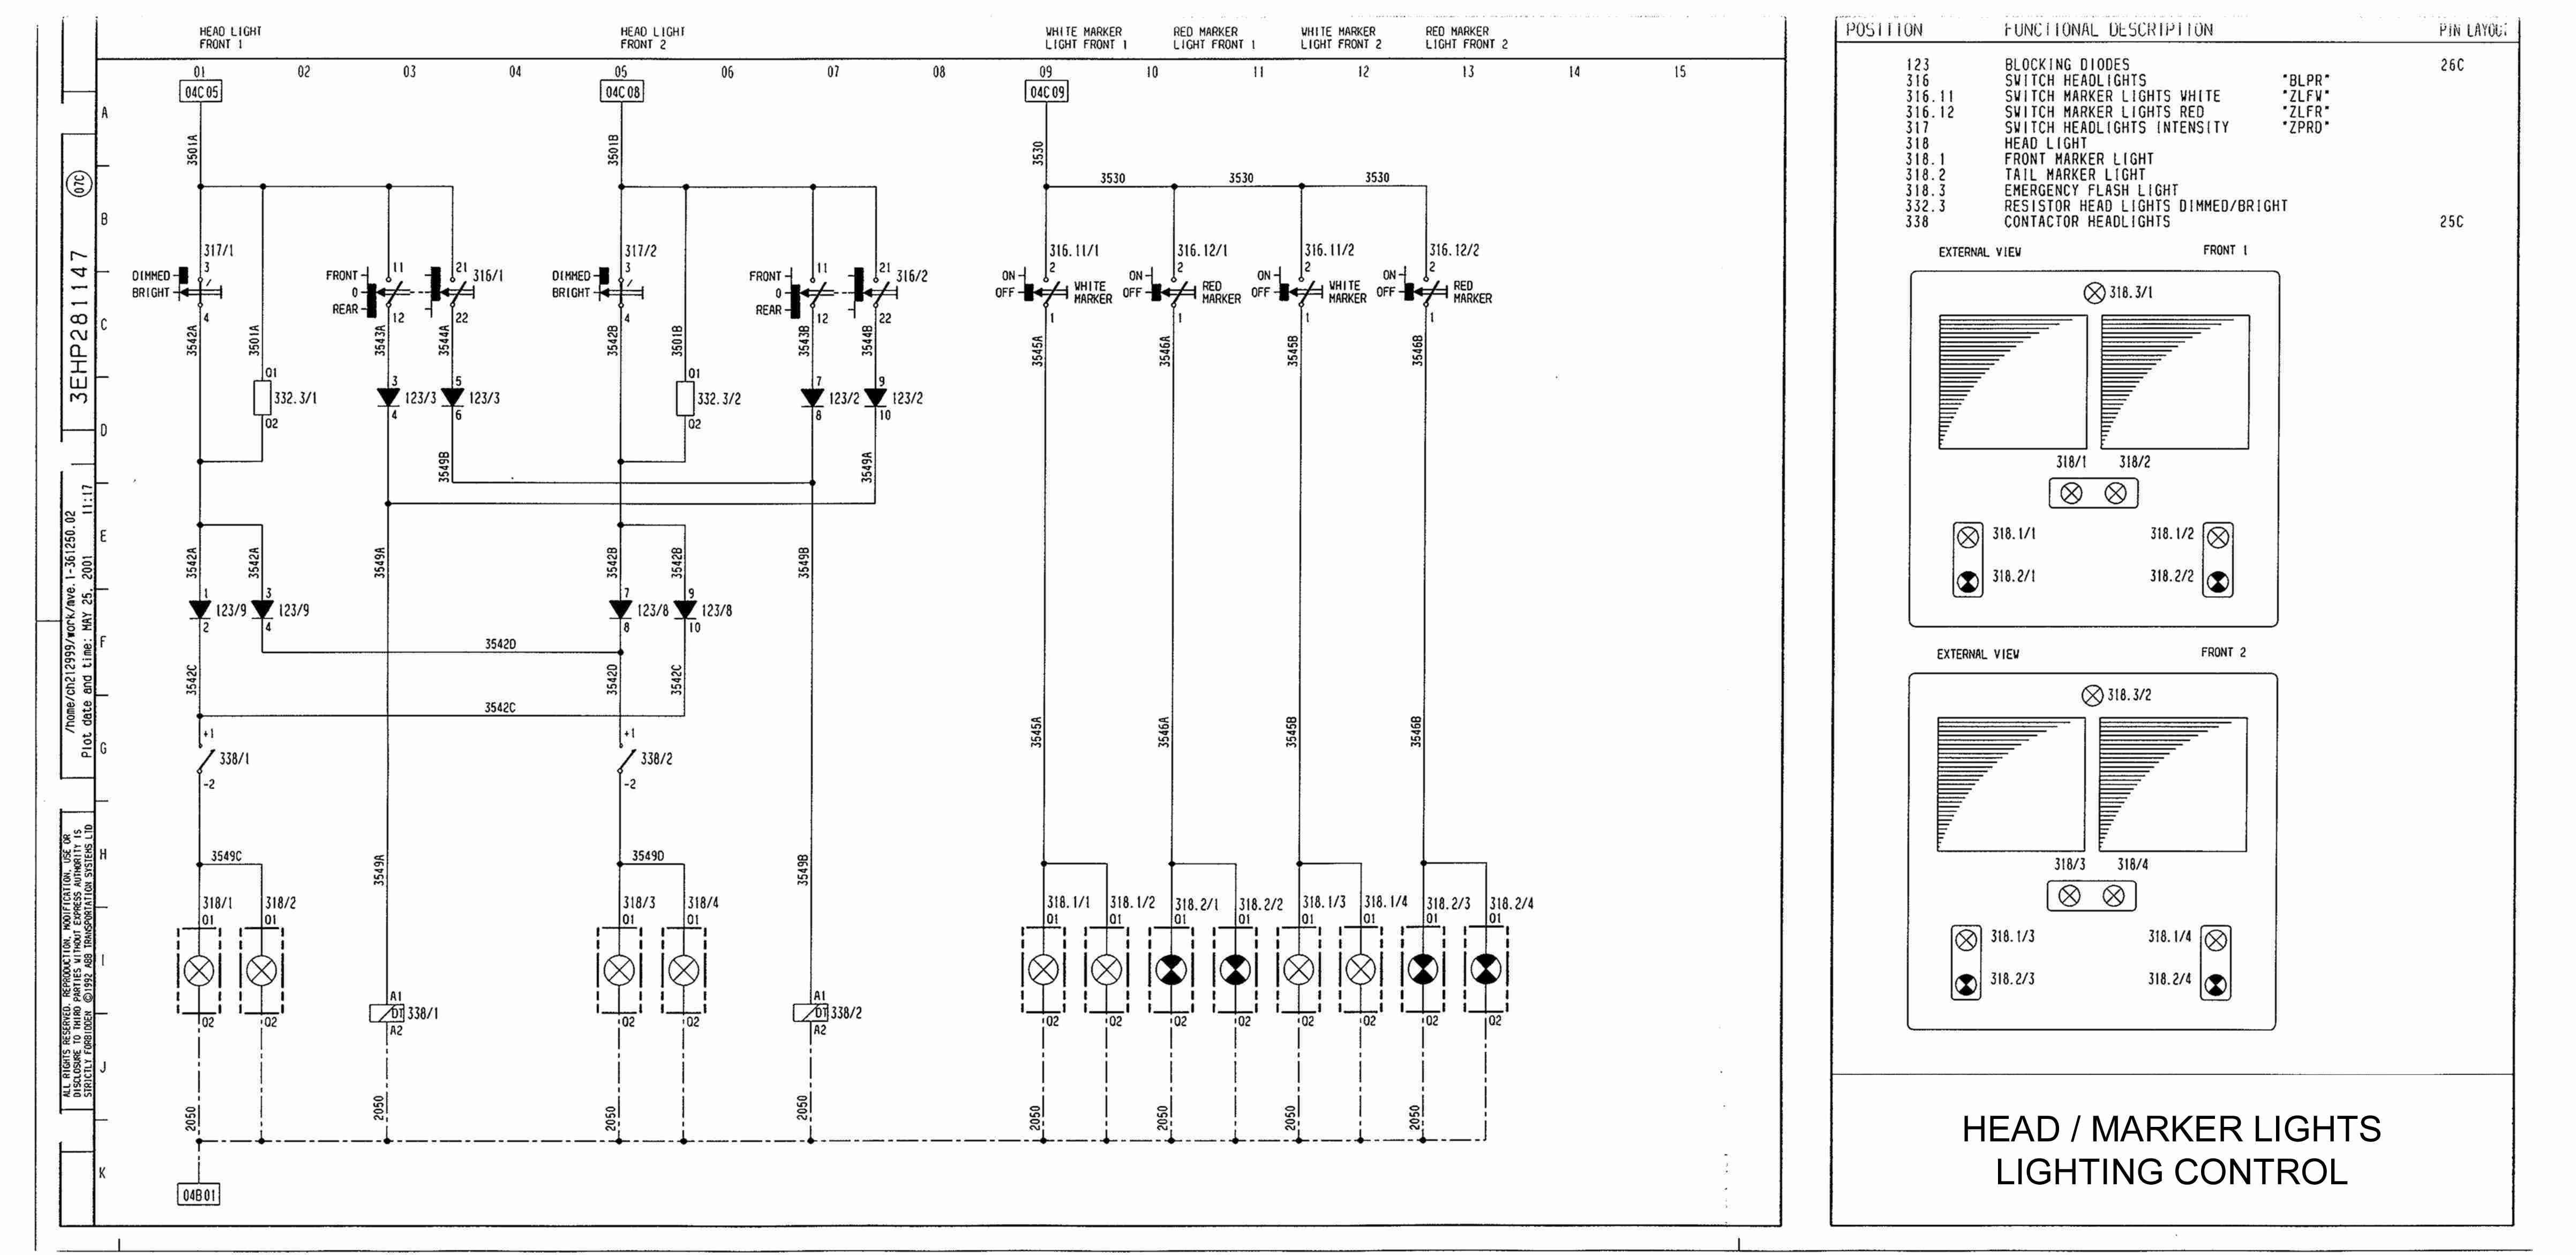 HEAD LIGHT
FRONT 1
HEAD LIGHT
FRONT 2
WHITE MARKER
LIGHT FRONT 1
RED MARKER
LIGHT FRONT 1
WHITE MARKER
LIGHT FRONT 2
RED MARKER
LIGHT FRONT 2
01 02 03 04 05 06 07 08 09 10 11 12 13 14 15
04C05 04C08 04C09
A
3501A 3501B 3530
3530 3530 3530
B
317/1 317/2 316.11/1 316.12/1 316.11/2 316.12/2
3 11 21 316/1 3 11 21 316/2 2 2 2 2
DIMMED FRONT DIMMED FRONT ON ON ON ON
BRIGHT 0 BRIGHT 0 OFF WHITE MARKER OFF RED MARKER OFF WHITE MARKER OFF RED MARKER
REAR REAR
4 12 22 4 12 22 1 1 1 1
C
3542A 3501A 3543A 3544A 3542B 3501B 3543B 3544B 3545A 3546A 3545B 3546B
01 3 5 01 7 9
332.3/1 123/3 123/3 332.3/2 123/2 123/2
02 4 6 02 8 10
D
3549B 3549A
E
3542A 3542A 3549A 3542B 3542B 3549B
1 3 7 9
123/9 123/9 123/8 123/8
2 4 8 10
F
3542D
3542C 3542D 3542C
3542C
3545A 3546A 3545B 3546B
G
+1 +1
338/1 338/2
-2 -2
H
3549C 3549D
3549A 3549B
318/1 318/2 318/3 318/4 318.1/1 318.1/2 318.2/1 318.2/2 318.1/3 318.1/4 318.2/3 318.2/4
01 01 01 01 01 01 01 01 01 01 01 01
I
A1 A1
DT 338/1 DT 338/2
A2 A2
02 02 02 02 02 02 02 02 02 02 02 02
J
2050 2050 2050 2050 2050 2050 2050 2050
K
04B01
07C
3EHP281147
/home/ch212999/work/mve.1-361250.02
Plot date and time: MAY 25, 2001 11:17
ALL RIGHTS RESERVED. REPRODUCTION, MODIFICATION, USE OR
DISCLOSURE TO THIRD PARTIES WITHOUT EXPRESS AUTHORITY IS
STRICTLY FORBIDDEN ©1992 ABB TRANSPORTATION SYSTEMS LTD
POSITION FUNCTIONAL DESCRIPTION PIN LAYOUT
123 BLOCKING DIODES 26C
316 SWITCH HEADLIGHTS "BLPR"
316.11 SWITCH MARKER LIGHTS WHITE "ZLFW"
316.12 SWITCH MARKER LIGHTS RED "ZLFR"
317 SWITCH HEADLIGHTS INTENSITY "ZPRD"
318 HEAD LIGHT
318.1 FRONT MARKER LIGHT
318.2 TAIL MARKER LIGHT
318.3 EMERGENCY FLASH LIGHT
332.3 RESISTOR HEAD LIGHTS DIMMED/BRIGHT
338 CONTACTOR HEADLIGHTS 25C
EXTERNAL VIEW FRONT 1
318.3/1
318/1 318/2
318.1/1 318.1/2
318.2/1 318.2/2
EXTERNAL VIEW FRONT 2
318.3/2
318/3 318/4
318.1/3 318.1/4
318.2/3 318.2/4
HEAD / MARKER LIGHTS
LIGHTING CONTROL